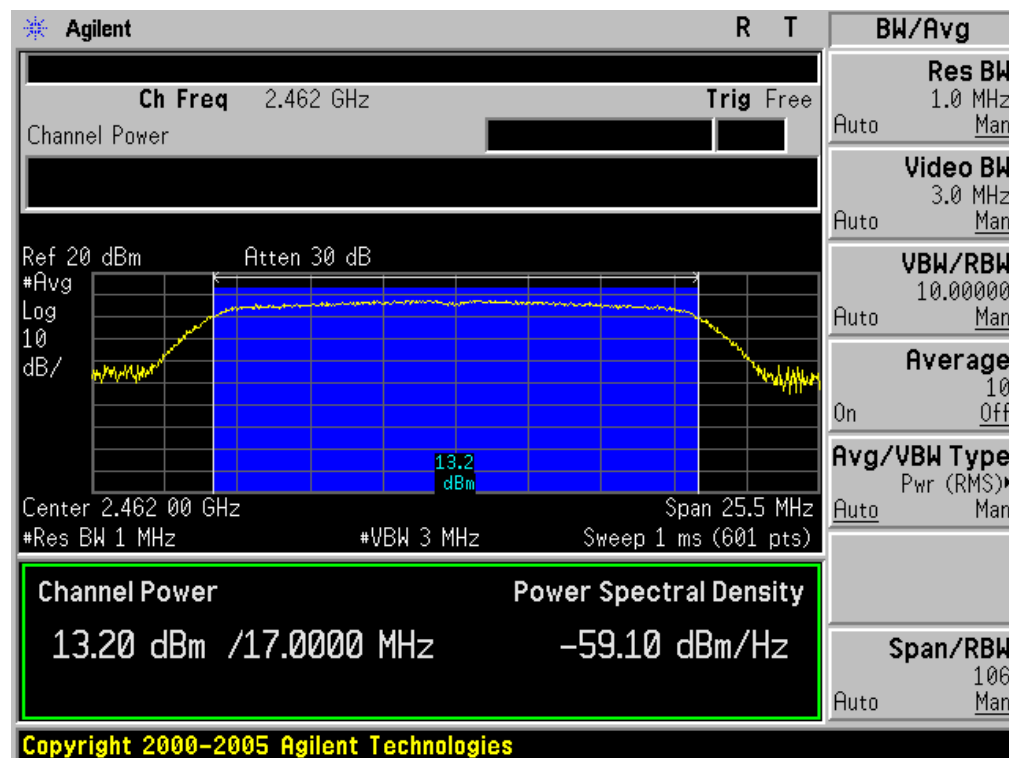 Agilent
R T
BW/Avg
Ch Freq 2.462 GHz
Trig Free
Channel Power
Ref 20 dBm
Atten 30 dB
#Avg
Log
10
dB/
13.2
dBm
Center 2.462 00 GHz
Span 25.5 MHz
#Res BW 1 MHz
#VBW 3 MHz
Sweep 1 ms (601 pts)
Channel Power
Power Spectral Density
13.20 dBm /17.0000 MHz
-59.10 dBm/Hz
Res BW
1.0 MHz
Auto Man
Video BW
3.0 MHz
Auto Man
VBW/RBW
10.00000
Auto Man
Average
10
On Off
Avg/VBW Type
Pwr (RMS)
Auto Man
Span/RBW
106
Auto Man
Copyright 2000-2005 Agilent Technologies